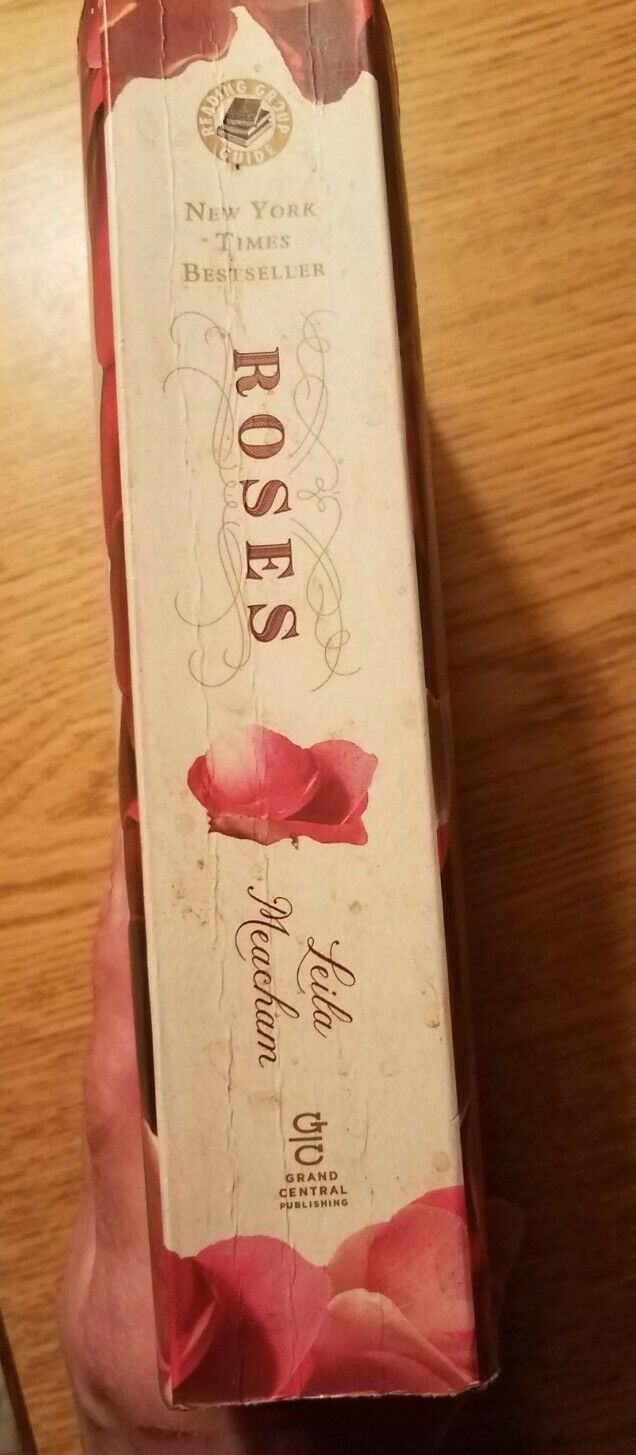 READING GROUP
GUIDE
NEW YORK
TIMES
BESTSELLER
ROSES
Leila
Meacham
GRAND
CENTRAL
PUBLISHING